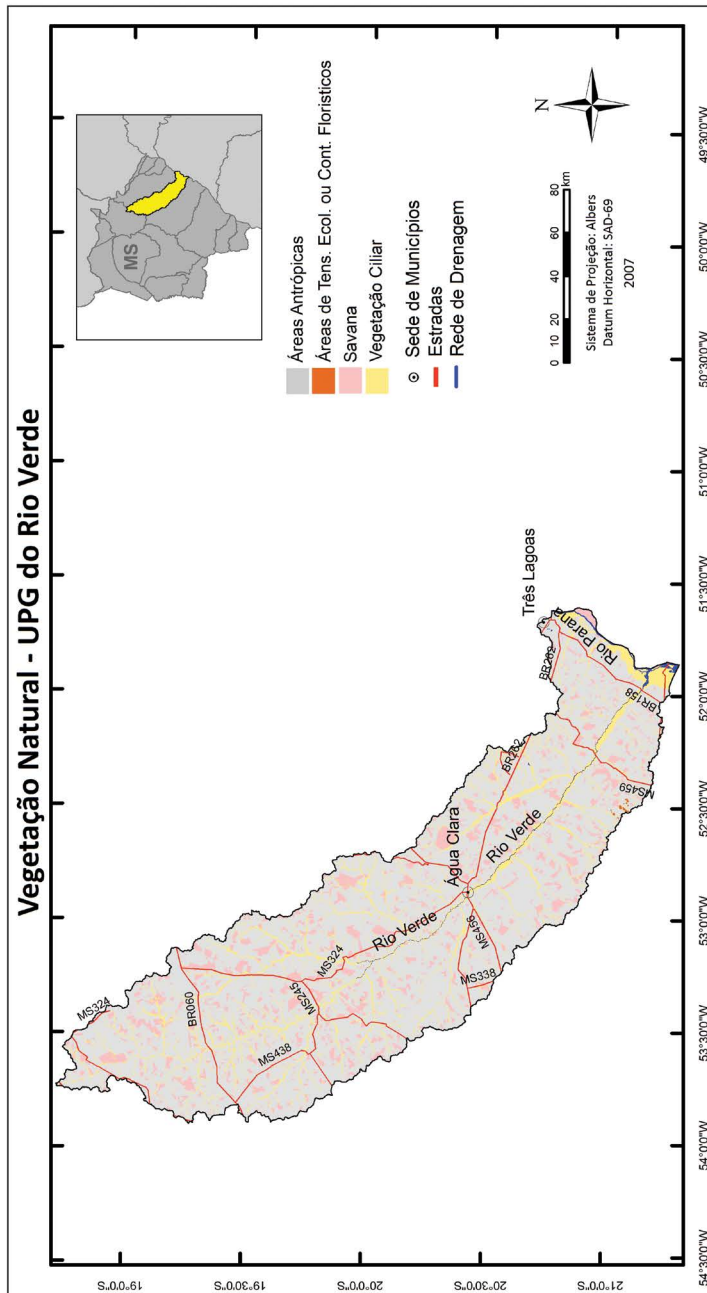 Vegetação Natural - UPG do Rio Verde
MS
Áreas Antrópicas
Áreas de Tens. Ecol. ou Cont. Florísticos
Savana
Vegetação Ciliar
Sede de Municípios
Estradas
Rede de Drenagem
N
0 20 40 60 80
km
Sistema de Projeção: Albers
Datum Horizontal: SAD-69
2007
MS324
BR060
MS438
MS245
MS324
Rio Verde
MS338
MS456
Água Clara
Rio Verde
BR262
MS459
BR158
BR262
Três Lagoas
Rio Paraná
19°0'0"S
19°30'0"S
20°0'0"S
20°30'0"S
21°0'0"S
54°30'0"W
54°0'0"W
53°30'0"W
53°0'0"W
52°30'0"W
52°0'0"W
51°30'0"W
51°0'0"W
50°30'0"W
50°0'0"W
49°30'0"W